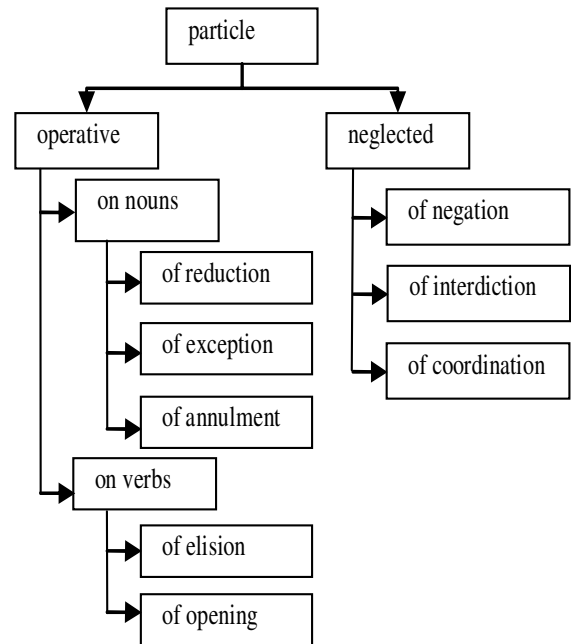 particle
operative
neglected
on nouns
of negation
of reduction
of interdiction
of exception
of coordination
of annulment
on verbs
of elision
of opening